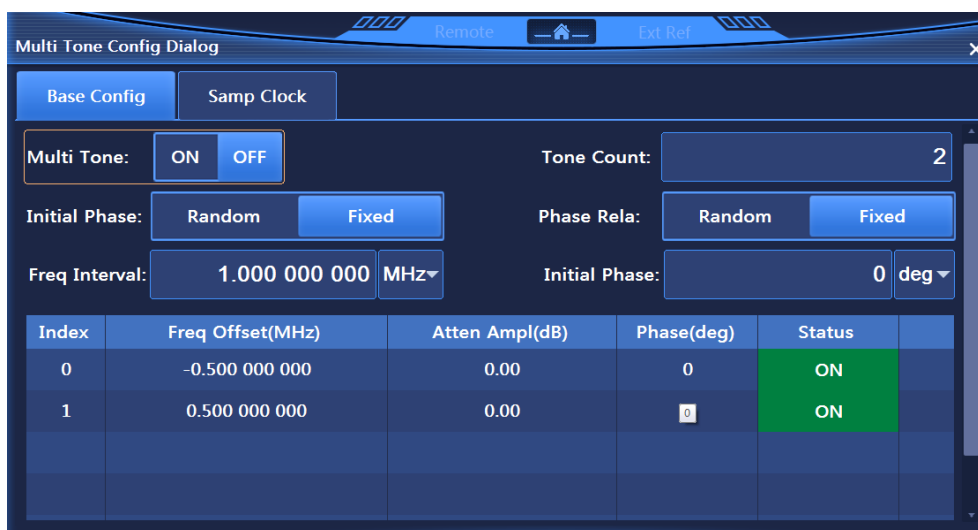 Remote Ext Ref
Multi Tone Config Dialog
Base Config Samp Clock
Multi Tone: ON OFF Tone Count: 2
Initial Phase: Random Fixed Phase Rela: Random Fixed
Freq Interval: 1.000 000 000 MHz Initial Phase: 0 deg
Index Freq Offset(MHz) Atten Ampl(dB) Phase(deg) Status
0 -0.500 000 000 0.00 0 ON
1 0.500 000 000 0.00 0 ON